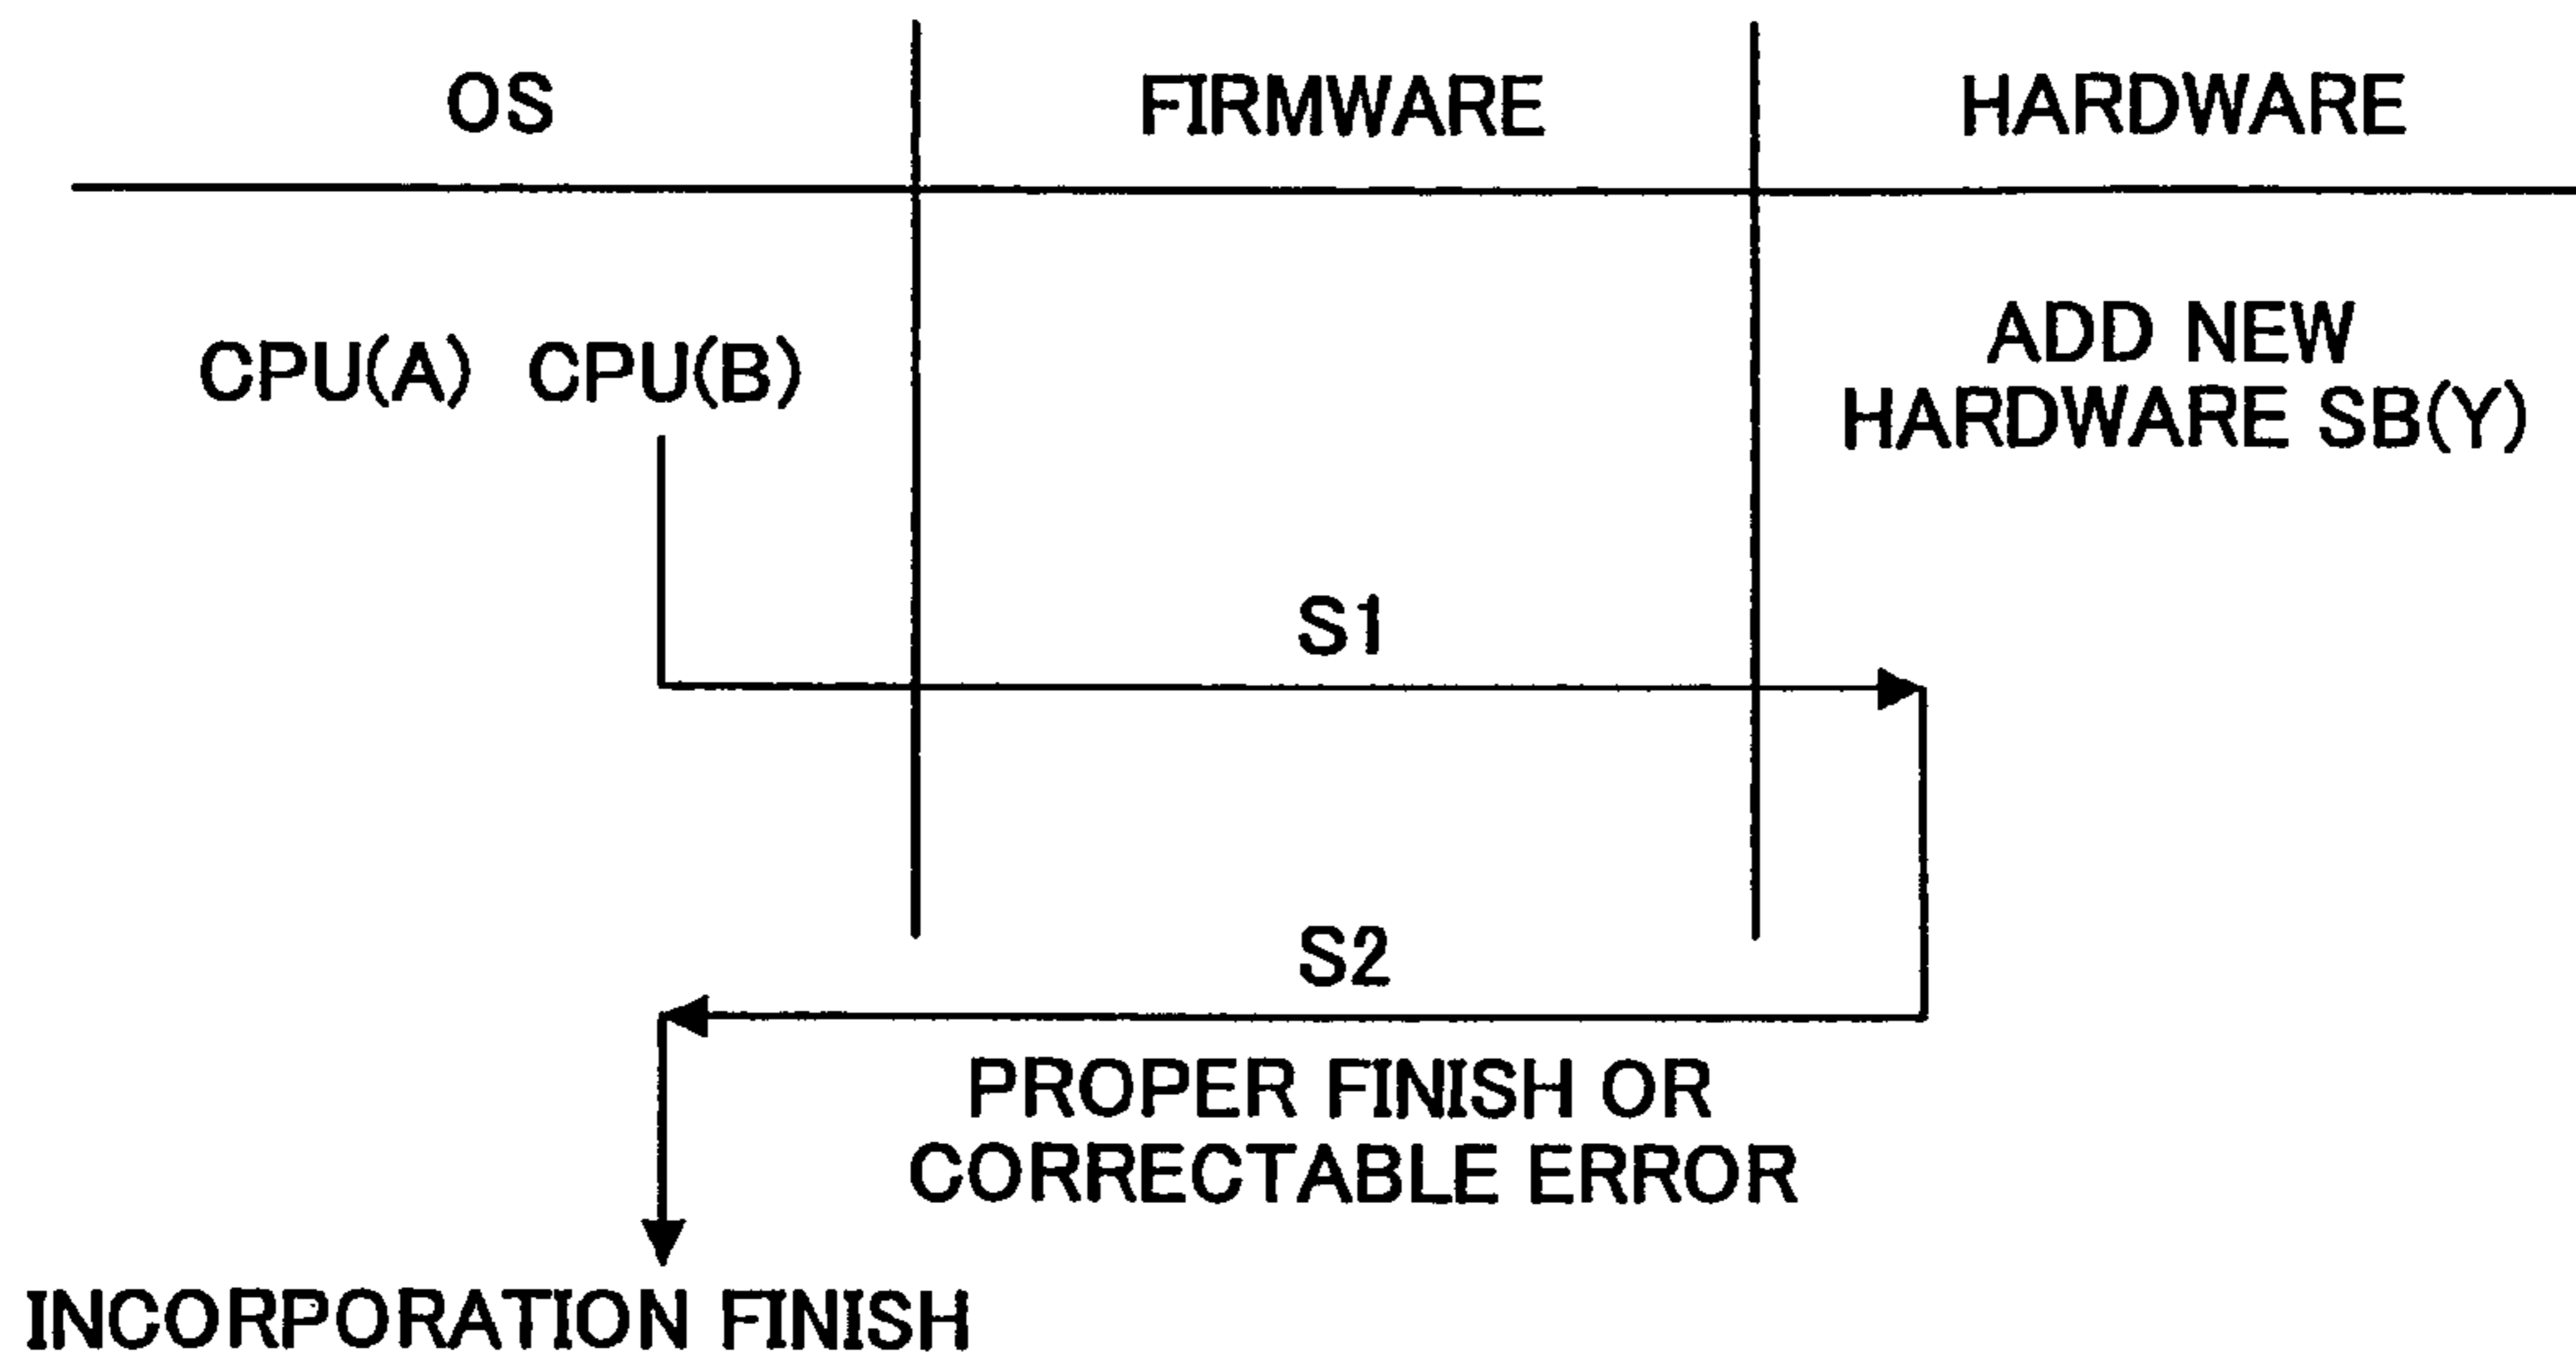 OS
FIRMWARE
HARDWARE
CPU(A) CPU(B)
ADD NEW
HARDWARE SB(Y)
S1
S2
PROPER FINISH OR
CORRECTABLE ERROR
INCORPORATION FINISH